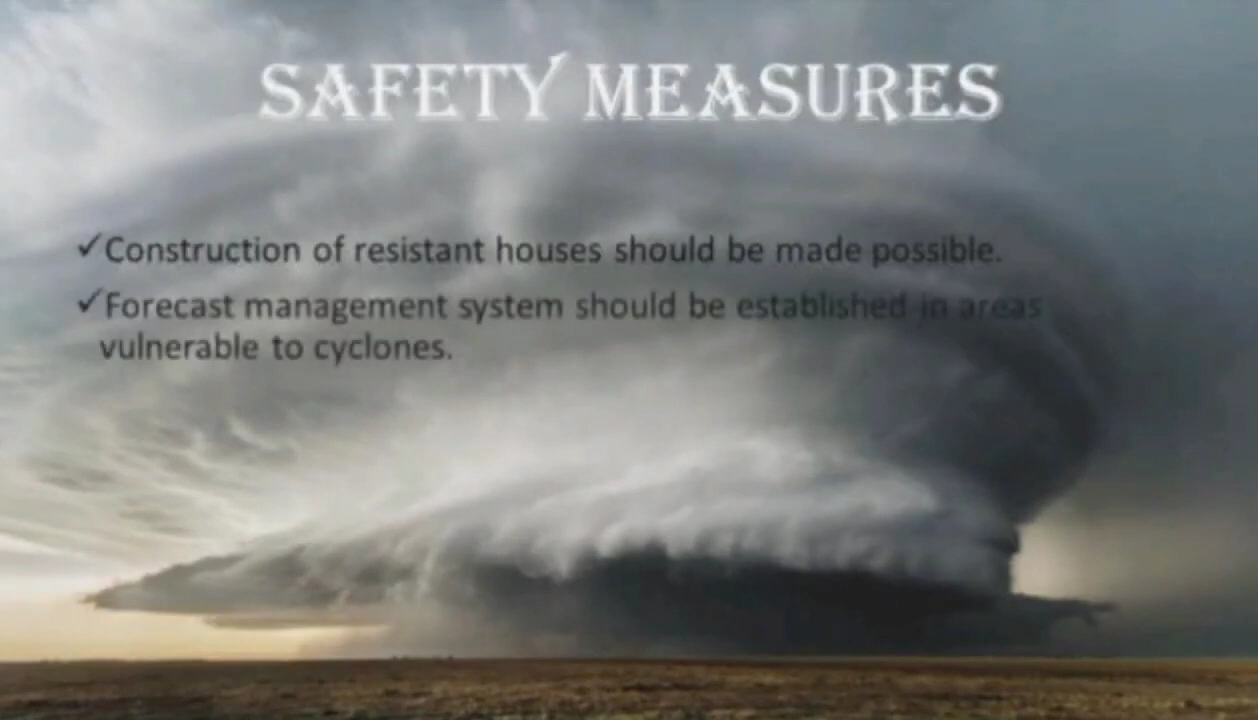 SAFETY MEASURES
✓Construction of resistant houses should be made possible.
✓Forecast management system should be established in areas
vulnerable to cyclones.